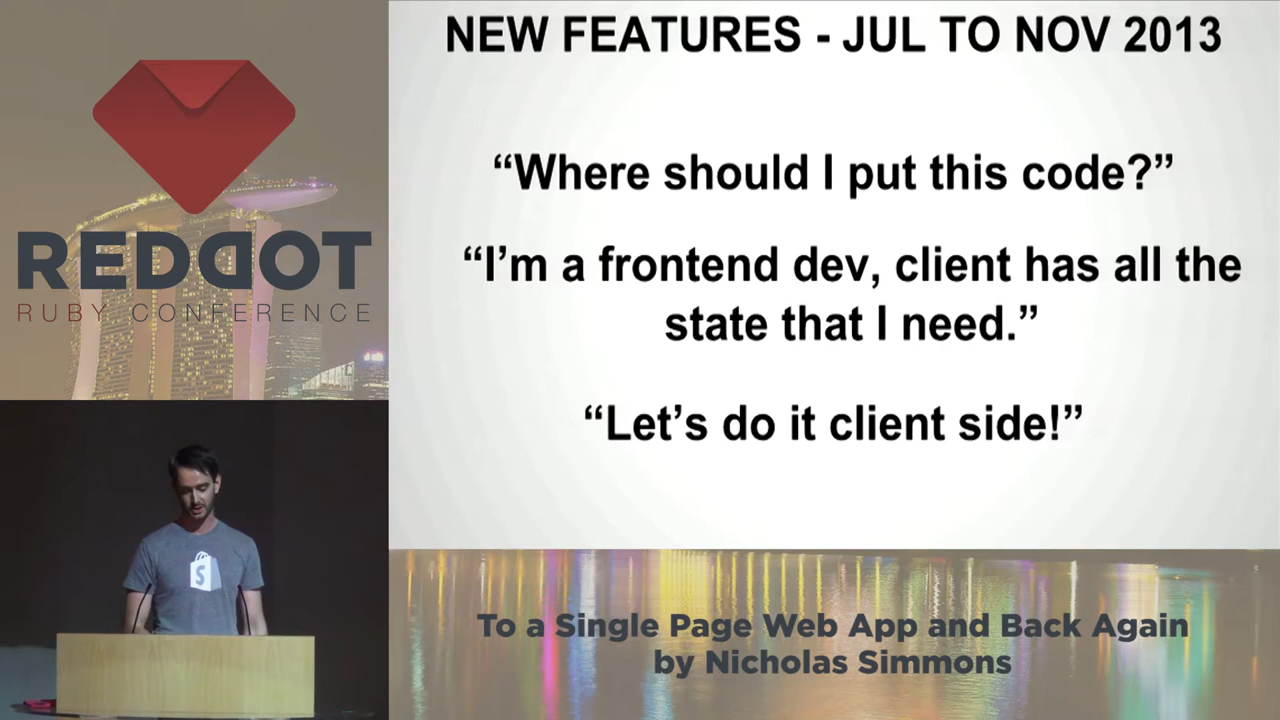 REDDOT
RUBY CONFERENCE
S
NEW FEATURES - JUL TO NOV 2013
“Where should I put this code?”
“I’m a frontend dev, client has all the
state that I need.”
“Let’s do it client side!”
To a Single Page Web App and Back Again
by Nicholas Simmons